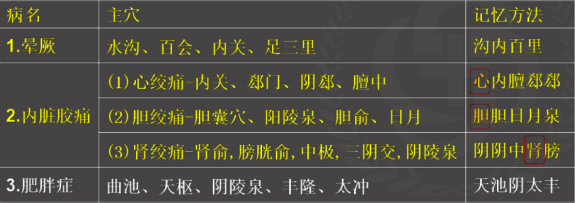 病名 主穴 记忆方法
1.晕厥 水沟、百会、内关、足三里 沟内百里
2.内脏胶痛 (1)心绞痛-内关、郄门、阴郄、膻中 心内膻郄郄
(2)胆绞痛-胆囊穴、阳陵泉、胆俞、日月 胆胆日月泉
(3)肾绞痛-肾俞,膀胱俞,中极,三阴交,阴陵泉 阴阴中肾膀
3.肥胖症 曲池、天枢、阴陵泉、丰隆、太冲 天池阴太丰